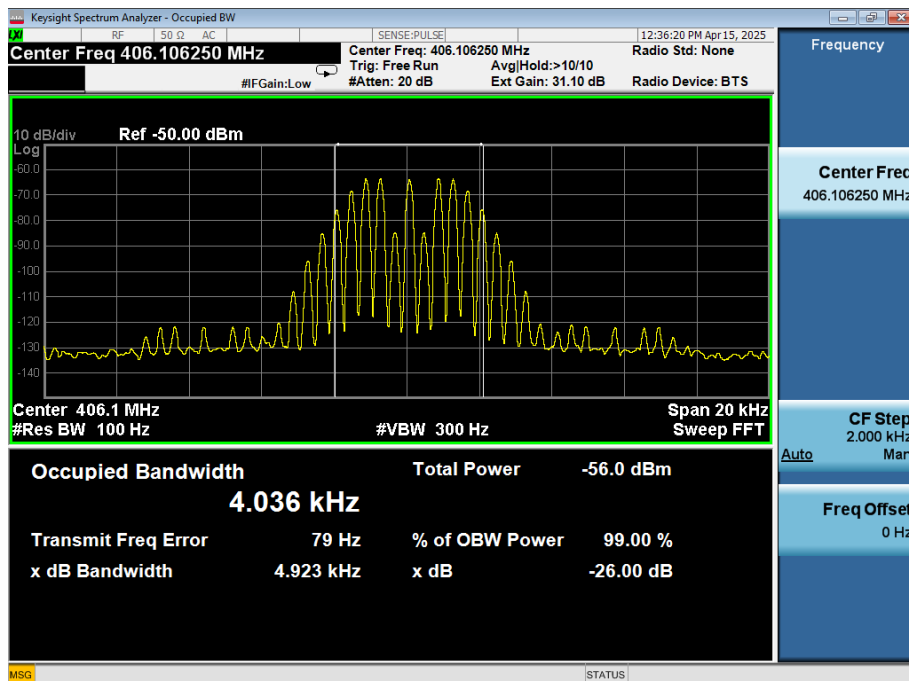 Keysight Spectrum Analyzer - Occupied BW
LXI RF 50 Ω AC SENSE:PULSE 12:36:20 PM Apr 15, 2025
Center Freq 406.106250 MHz
Center Freq: 406.106250 MHz Radio Std: None
Trig: Free Run Avg|Hold:>10/10
#IFGain:Low #Atten: 20 dB Ext Gain: 31.10 dB Radio Device: BTS
10 dB/div Ref -50.00 dBm
Log
-60.0
-70.0
-80.0
-90.0
-100
-110
-120
-130
-140
Center 406.1 MHz Span 20 kHz
#Res BW 100 Hz #VBW 300 Hz Sweep FFT
Occupied Bandwidth Total Power -56.0 dBm
4.036 kHz
Transmit Freq Error 79 Hz % of OBW Power 99.00 %
x dB Bandwidth 4.923 kHz x dB -26.00 dB
Frequency
Center Freq
406.106250 MHz
CF Step
2.000 kHz
Auto Man
Freq Offset
0 Hz
MSG STATUS